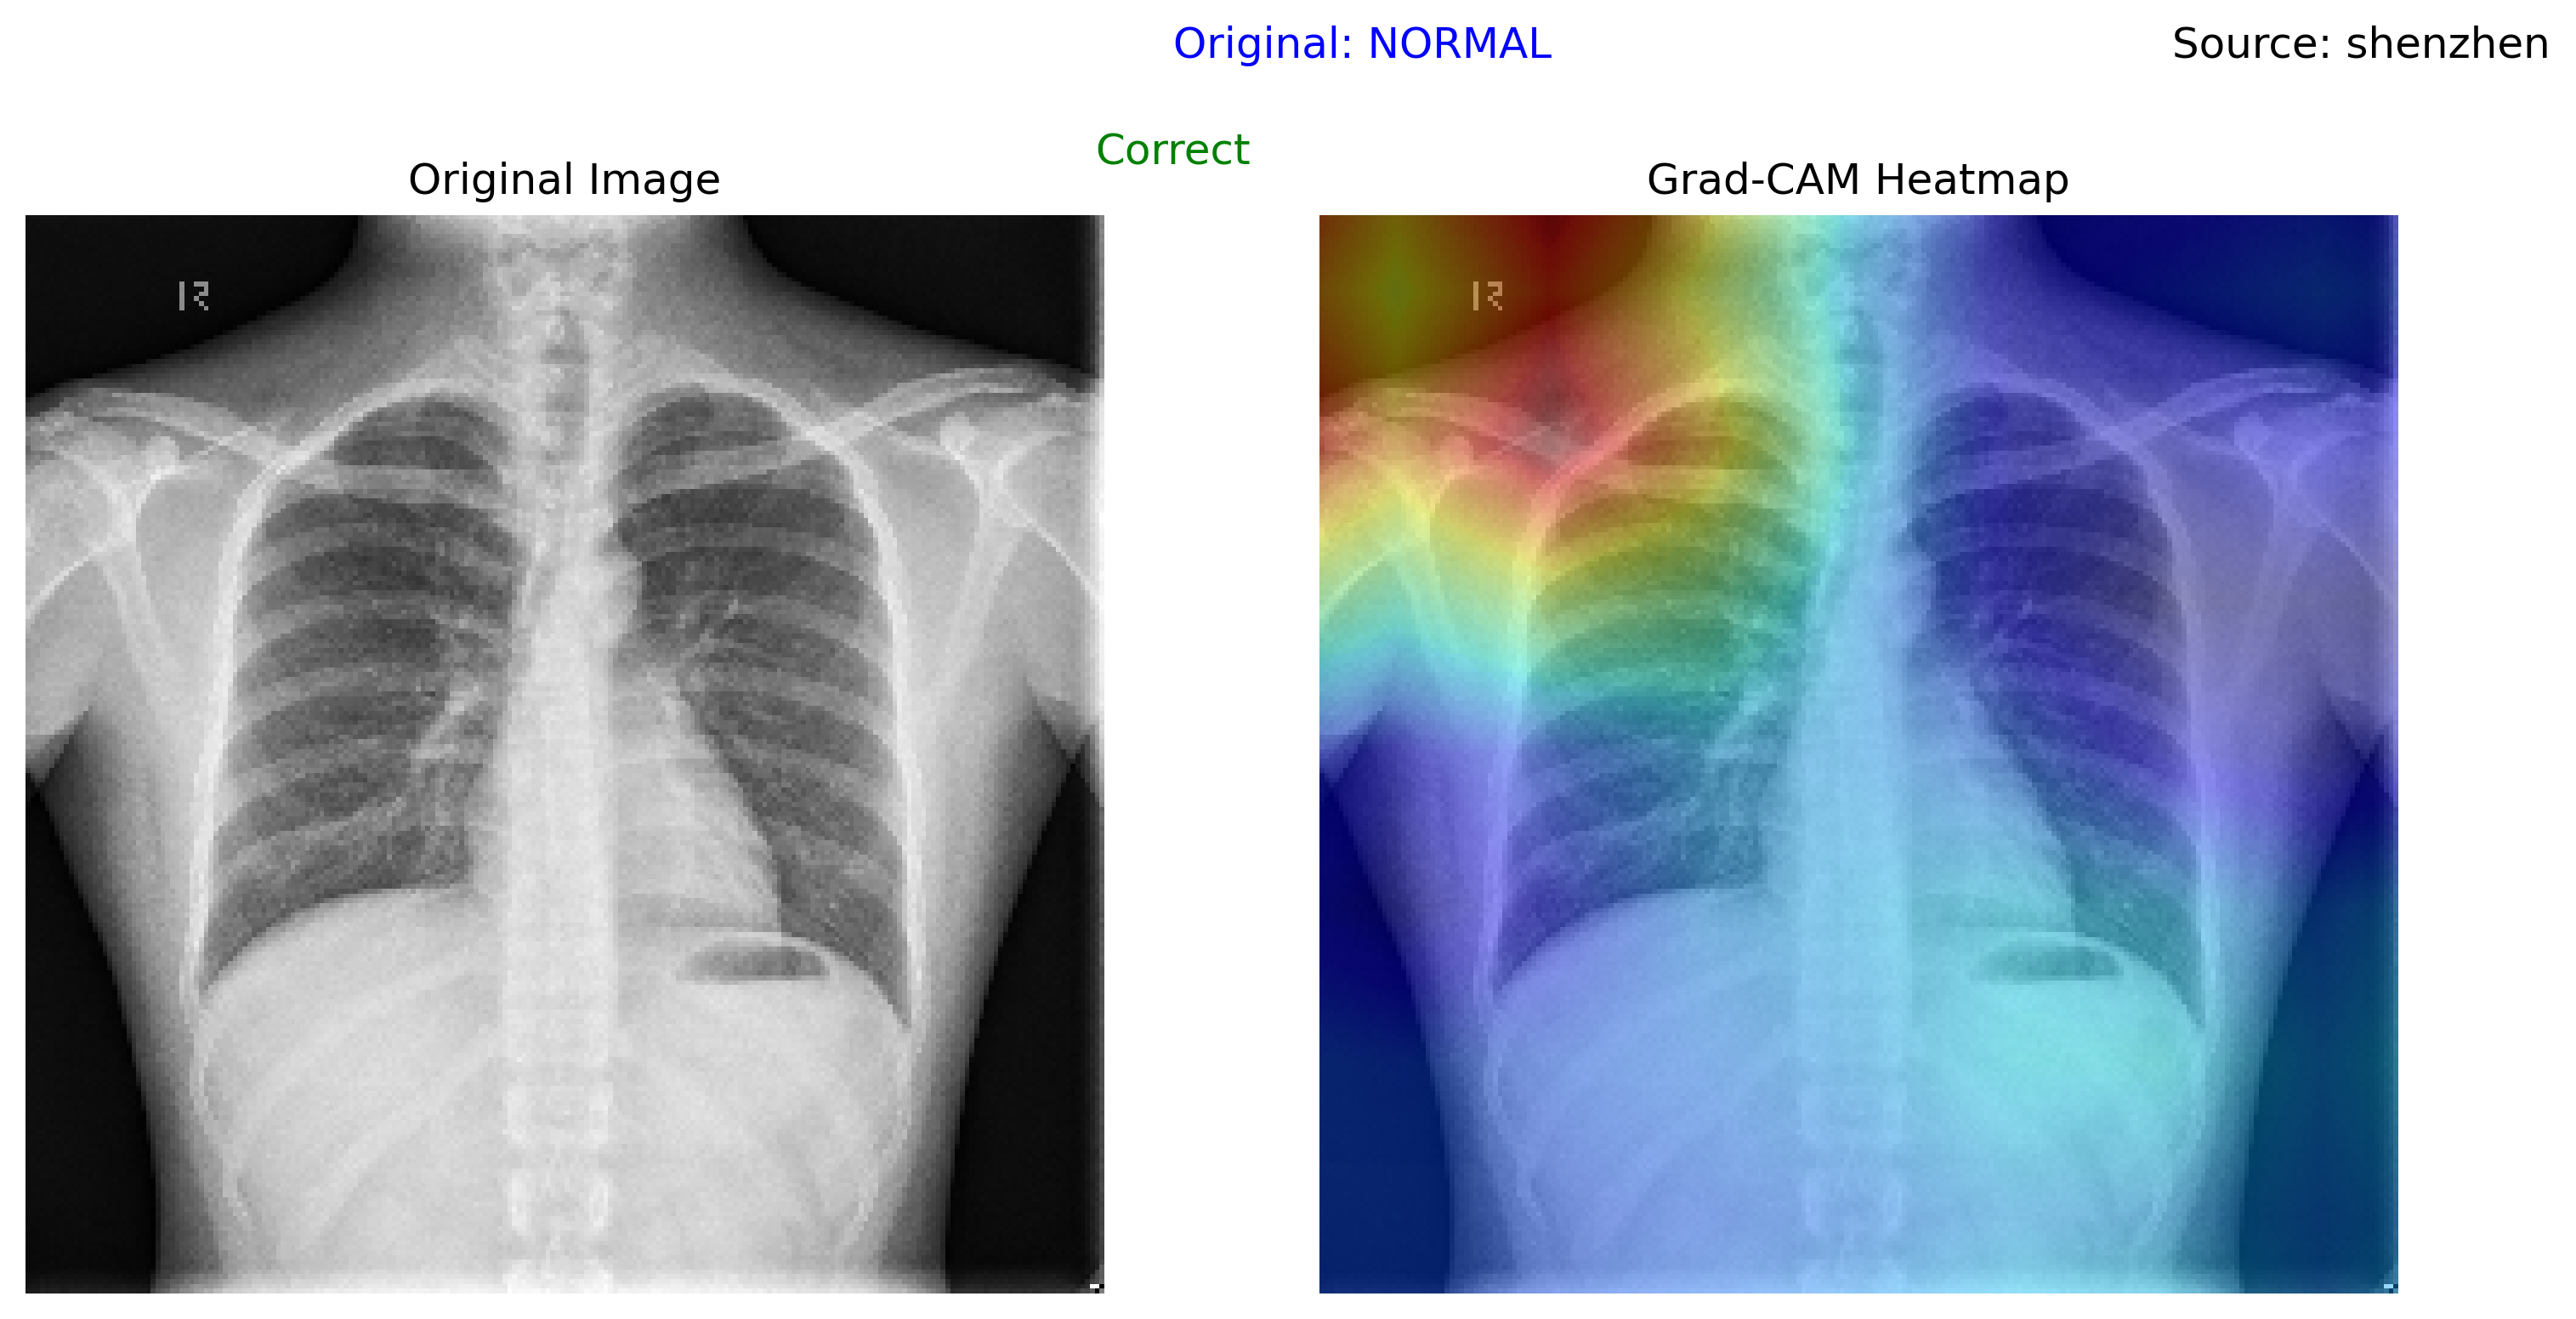 Original: NORMAL
Source: shenzhen
Correct
Original Image
Grad-CAM Heatmap
R
R